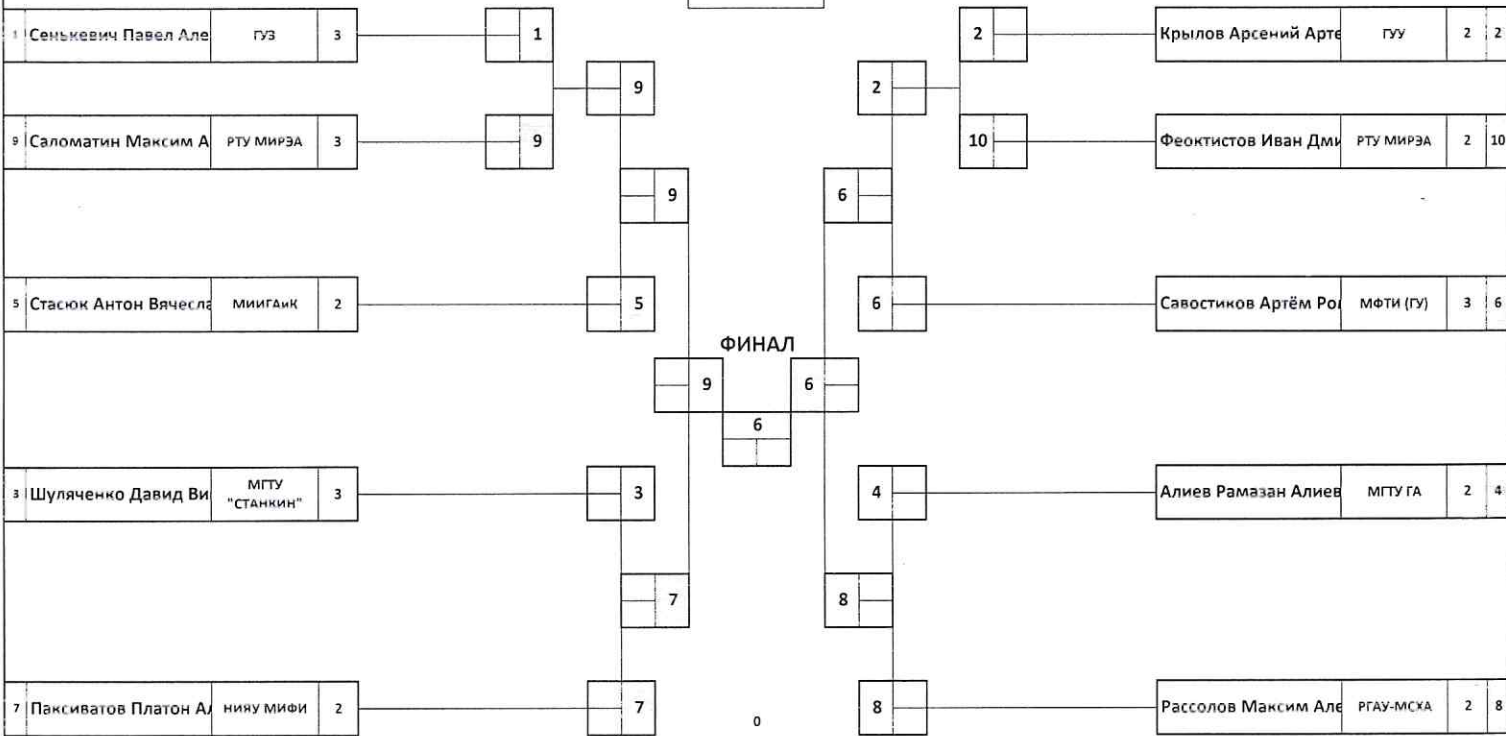 1 Сенькевич Павел Але ГУЗ 3 1 2 Крылов Арсений Арте ГУУ 2 2
9 2
9 Саломатин Максим А РТУ МИРЭА 3 9 10 Феоктистов Иван Дми РТУ МИРЭА 2 10
9 6
5 Стасюк Антон Вячесла МИИГАиК 2 5 6 Савостиков Артём Ро МФТИ (ГУ) 3 6
ФИНАЛ
9 6
6
3 Шуляченко Давид Ви МГТУ "СТАНКИН" 3 3 4 Алиев Рамазан Алиев МГТУ ГА 2 4
7 8
7 Паксиватов Платон Ал НИЯУ МИФИ 2 7 8 Рассолов Максим Але РГАУ-МСХА 2 8
0